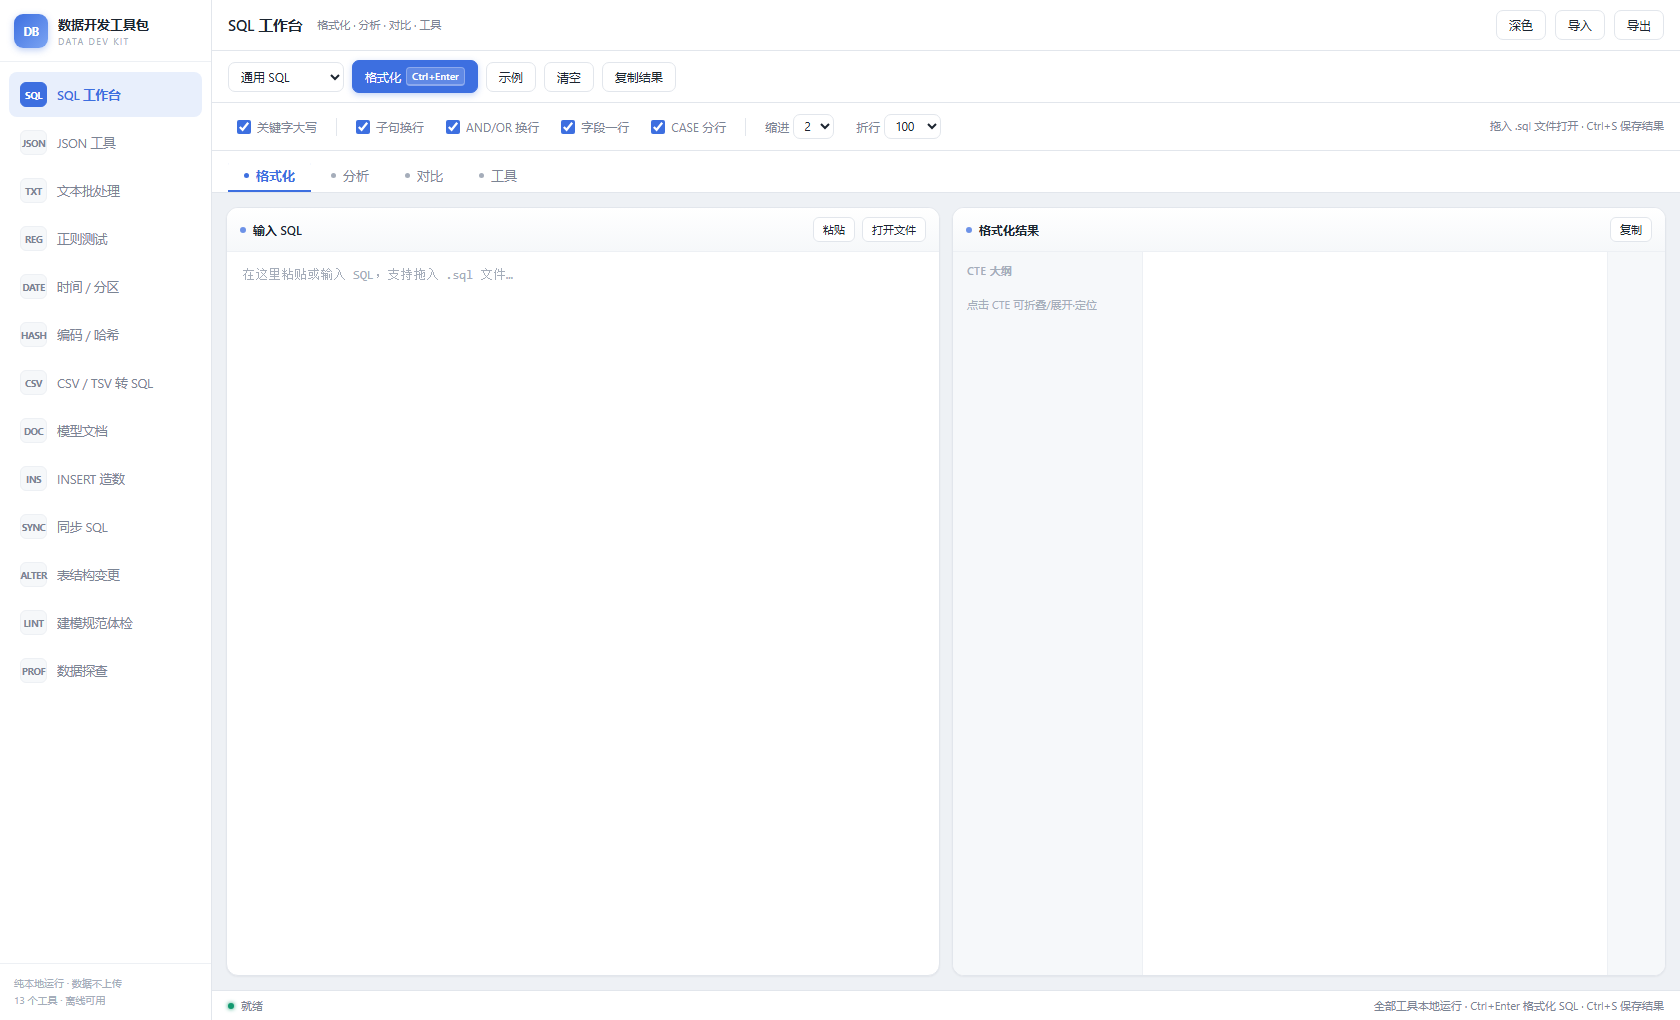 DB
数据开发工具包
DATA DEV KIT
SQL SQL 工作台
JSON JSON 工具
TXT 文本批处理
REG 正则测试
DATE 时间 / 分区
HASH 编码 / 哈希
CSV CSV / TSV 转 SQL
DOC 模型文档
INS INSERT 造数
SYNC 同步 SQL
ALTER 表结构变更
LINT 建模规范体检
PROF 数据探查
纯本地运行 · 数据不上传
13 个工具 · 离线可用
SQL 工作台 格式化 · 分析 · 对比 · 工具 深色 导入 导出
通用 SQL 格式化 Ctrl+Enter 示例 清空 复制结果
关键字大写 子句换行 AND/OR 换行 字段一行 CASE 分行 缩进 2 折行 100 拖入 .sql 文件打开 · Ctrl+S 保存结果
格式化 分析 对比 工具
输入 SQL 粘贴 打开文件
在这里粘贴或输入 SQL，支持拖入 .sql 文件…
格式化结果 复制
CTE 大纲
点击 CTE 可折叠/展开·定位
就绪 全部工具本地运行 · Ctrl+Enter 格式化 SQL · Ctrl+S 保存结果